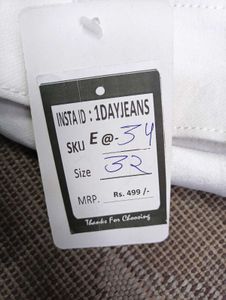 INSTA ID : 1DAYJEANS
SKU E @-34
Size 32
MRP. Rs. 499 /-
Thanks For Choosing